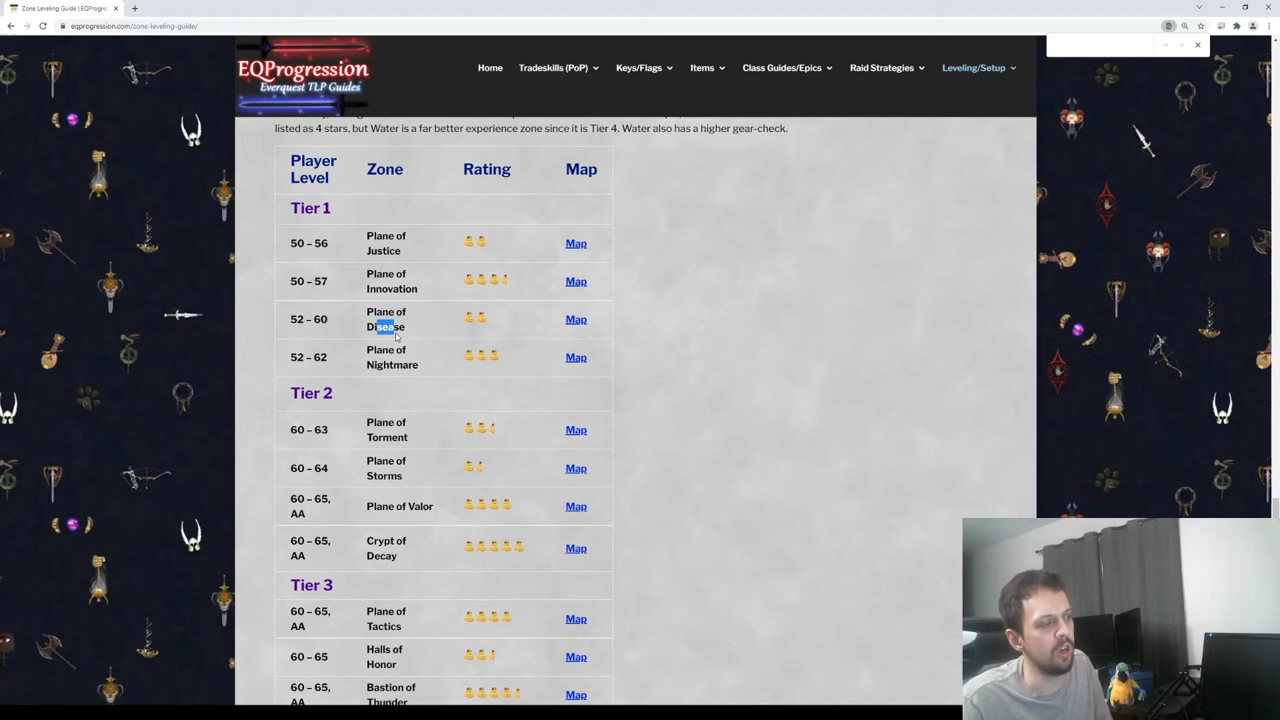 Zone Leveling Guide | EQProgres
eqprogression.com/zone-leveling-guide/
EQProgression
Everquest TLP Guides
Home
Tradeskills (PoP)
Keys/Flags
Items
Class Guides/Epics
Raid Strategies
Leveling/Setup
listed as 4 stars, but Water is a far better experience zone since it is Tier 4. Water also has a higher gear-check.
Player
Level
Zone
Rating
Map
Tier 1
50 – 56
Plane of
Justice
Map
50 – 57
Plane of
Innovation
Map
52 – 60
Plane of
Disease
Map
52 – 62
Plane of
Nightmare
Map
Tier 2
60 – 63
Plane of
Torment
Map
60 – 64
Plane of
Storms
Map
60 – 65,
AA
Plane of Valor
Map
60 – 65,
AA
Crypt of
Decay
Map
Tier 3
60 – 65,
AA
Plane of
Tactics
Map
60 – 65
Halls of
Honor
Map
60 – 65,
AA
Bastion of
Thunder
Map